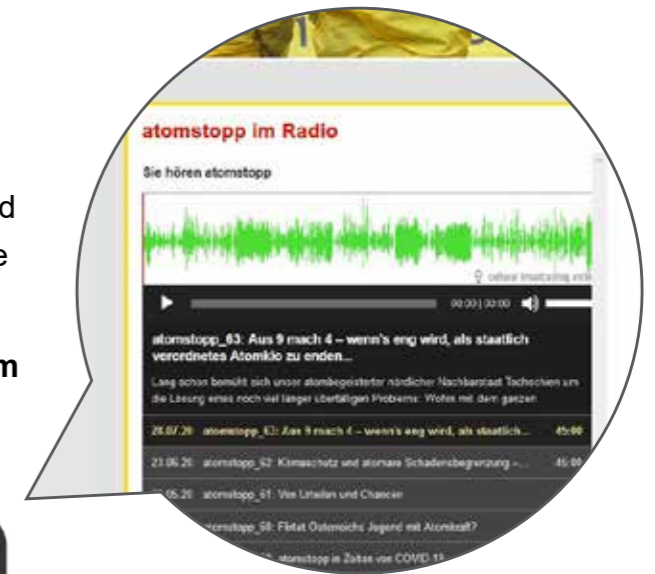 1
atomstopp im Radio
Sie hören atomstopp
d
e
00:00 | 00:00
atomstopp_63: Aus 9 mach 4 – wenn's eng wird, als staatlich
verordnetes Atomklo zu enden...
m
Lang schon bemüht sich unser atombegeisterter nördlicher Nachbarstaat Tschechien um
die Lösung eines noch viel länger überfälligen Problems: Wohin mit dem ganzen
28.07.20 atomstopp_63: Aus 9 mach 4 – wenn's eng wird, als staatlich... 45:00
23.06.20 atomstopp_62: Klimaschutz und atomare Schadensbegrenzung – ... 45:00
05.20 atomstopp_61: Von Urteilen und Chancen
atomstopp_60: Flirtet Österreichs Jugend mit Atomkraft?
atomstopp in Zeiten von COVID-19